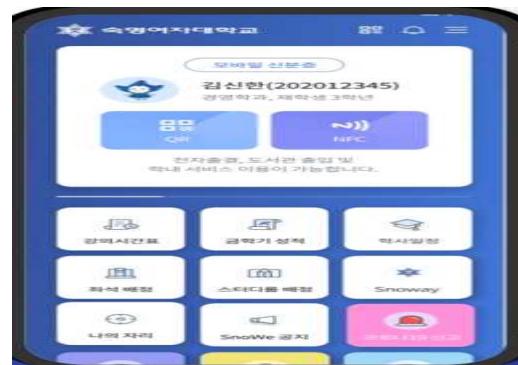 숙명여자대학교
모바일 신분증
김신한(202012345)
경영학과, 재학생 3학년
QR
NFC
전자출결, 도서관 출입 및
학내 서비스 이용이 가능합니다.
강의시간표
금학기 성적
학사일정
좌석 배정
스터디룸 배정
Snoway
나의 자리
SnoWe 공지